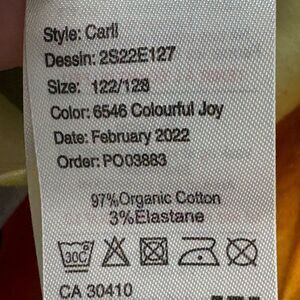 Style: Carli
Dessin: 2S22E127
Size: 122/128
Color: 6546 Colourful Joy
Date: February 2022
Order: PO03883
97%Organic Cotton
3%Elastane
30C
CA 30410